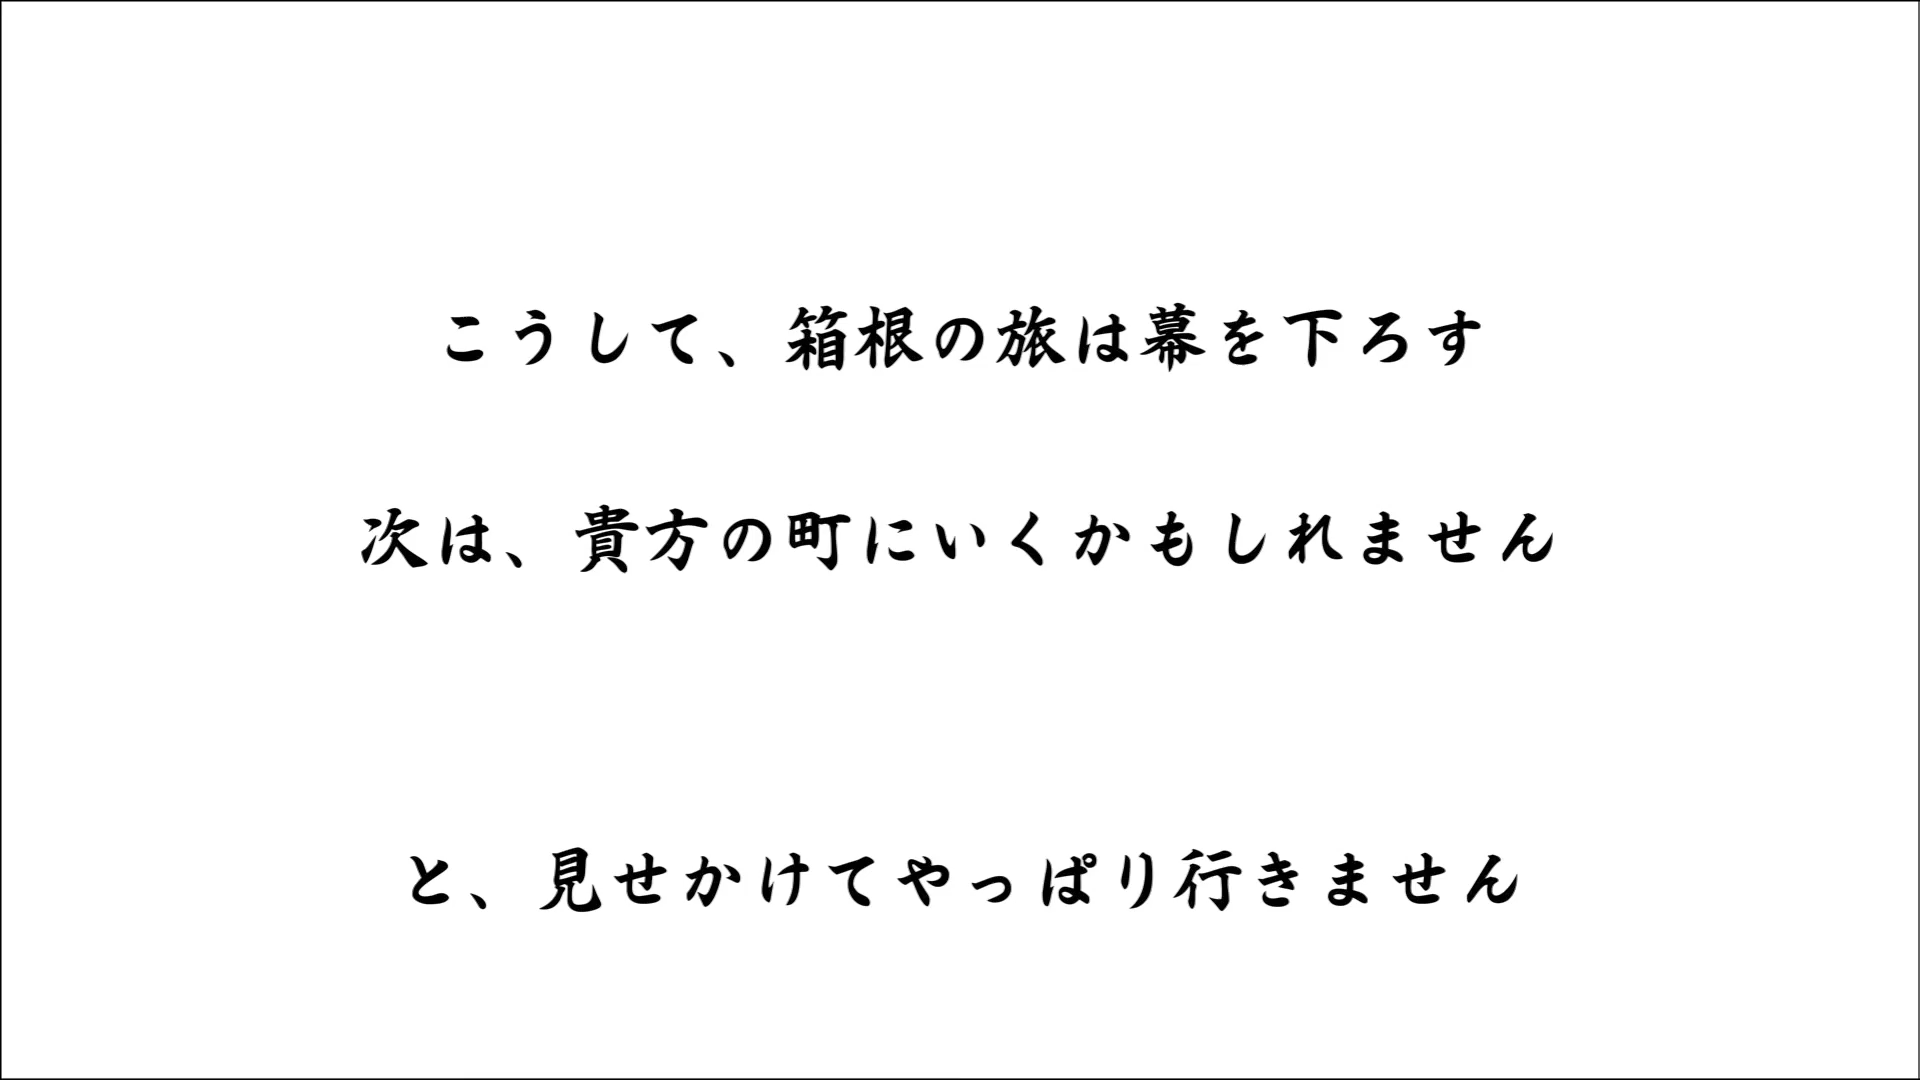 こうして、箱根の旅は幕を下ろす
次は、貴方の町にいくかもしれません
と、見せかけてやっぱり行きません